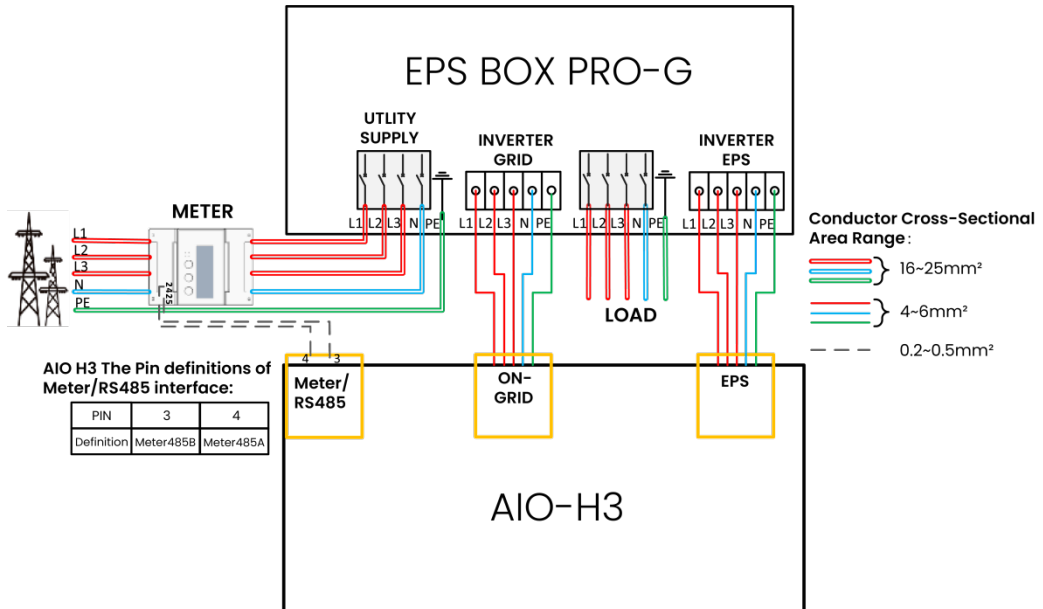 EPS BOX PRO-G
UTLITY
SUPPLY
INVERTER
GRID
INVERTER
EPS
L1 L2 L3 N PE
L1 L2 L3 N PE
L1 L2 L3 N PE
L1 L2 L3 N PE
METER
L1
L2
L3
N
PE
2425
LOAD
Conductor Cross-Sectional
Area Range:
16~25mm²
4~6mm²
0.2~0.5mm²
4 3
AIO H3 The Pin definitions of
Meter/RS485 interface:
PIN 3 4
Definition Meter485B Meter485A
Meter/
RS485
ON-
GRID
EPS
AIO-H3